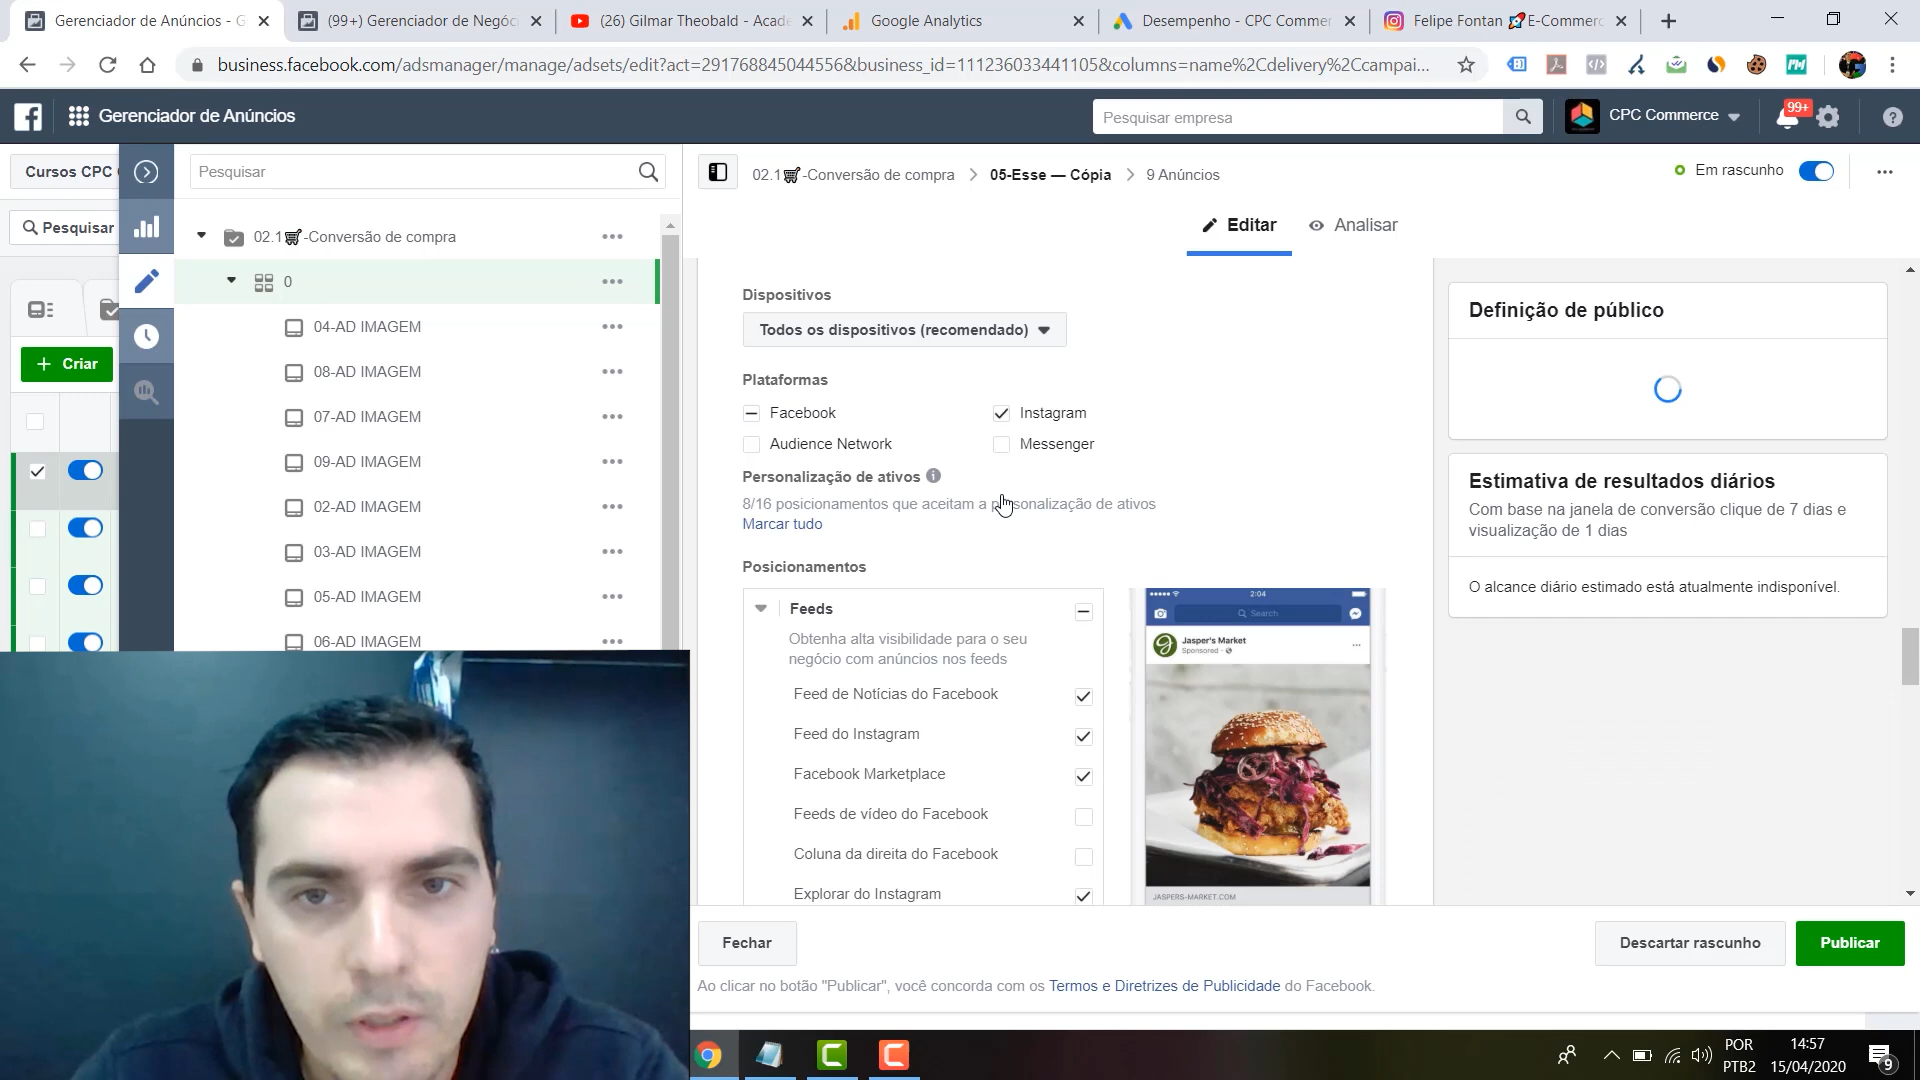 Gerenciador de Anúncios - G
(99+) Gerenciador de Negóc
(26) Gilmar Theobald - Acade
Google Analytics
Desempenho - CPC Commer
Felipe Fontan 🚀E-Commerc
business.facebook.com/adsmanager/manage/adsets/edit?act=291768845044556&business_id=111236033441105&columns=name%2Cdelivery%2Ccampai...
Gerenciador de Anúncios
Pesquisar empresa
CPC Commerce
99+
Cursos CPC
Pesquisar
02.1🛒-Conversão de compra
05-Esse — Cópia
9 Anúncios
Em rascunho
Pesquisar
Editar
Analisar
02.1🛒-Conversão de compra
0
04-AD IMAGEM
08-AD IMAGEM
07-AD IMAGEM
09-AD IMAGEM
02-AD IMAGEM
03-AD IMAGEM
05-AD IMAGEM
06-AD IMAGEM
+ Criar
Dispositivos
Todos os dispositivos (recomendado)
Plataformas
Facebook
Instagram
Audience Network
Messenger
Personalização de ativos
8/16 posicionamentos que aceitam a personalização de ativos
Marcar tudo
Posicionamentos
Feeds
Obtenha alta visibilidade para o seu
negócio com anúncios nos feeds
Feed de Notícias do Facebook
Feed do Instagram
Facebook Marketplace
Feeds de vídeo do Facebook
Coluna da direita do Facebook
Explorar do Instagram
2:04
Search
Jasper's Market
Sponsored
JASPERS-MARKET.COM
Definição de público
Estimativa de resultados diários
Com base na janela de conversão clique de 7 dias e
visualização de 1 dias
O alcance diário estimado está atualmente indisponível.
Fechar
Descartar rascunho
Publicar
Ao clicar no botão "Publicar", você concorda com os Termos e Diretrizes de Publicidade do Facebook.
POR
PTB2
14:57
15/04/2020
9